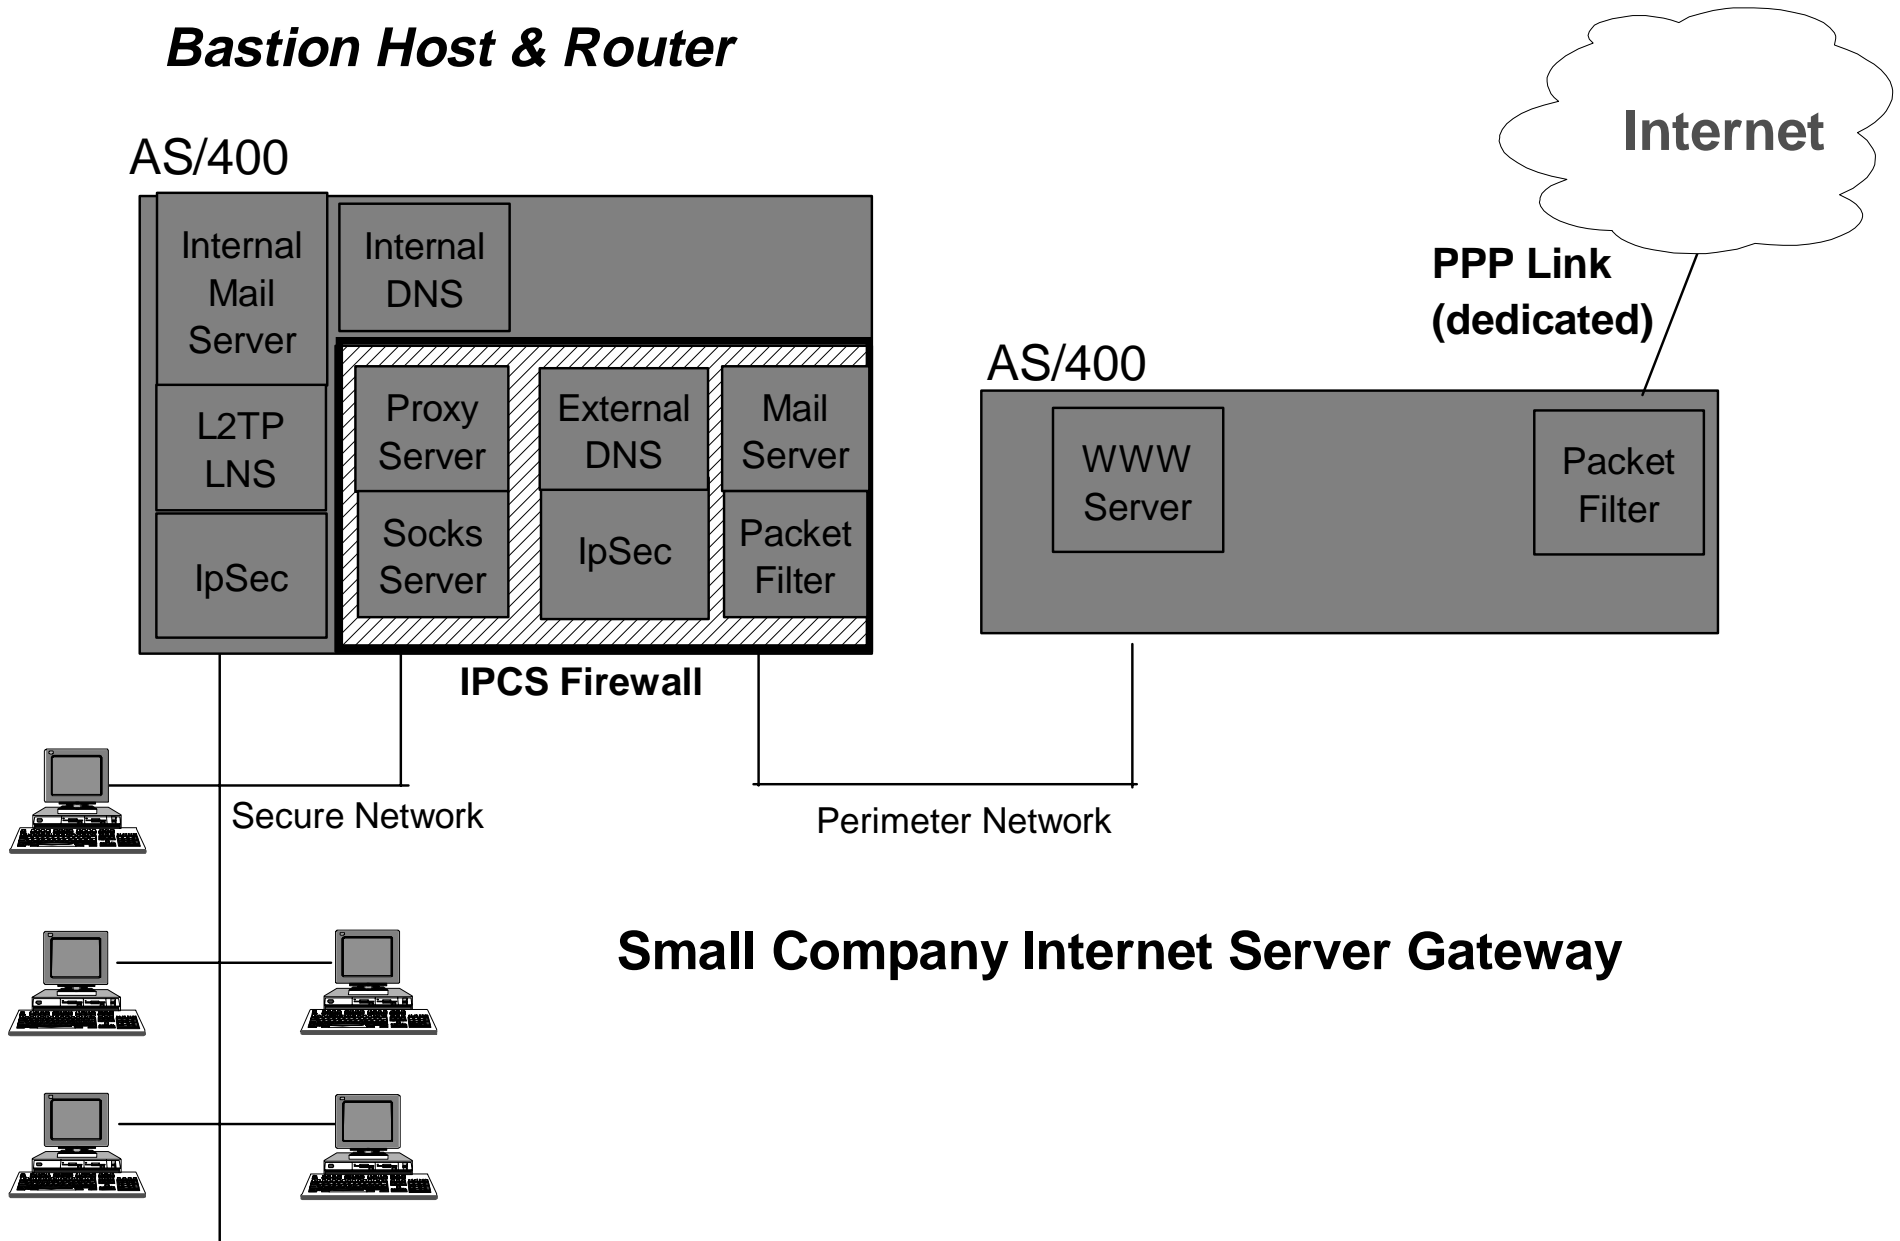 Bastion Host & Router
Internet
AS/400
Internal
Mail
Server
Internal
DNS
L2TP
LNS
IpSec
Proxy
Server
External
DNS
Mail
Server
Socks
Server
IpSec
Packet
Filter
IPCS Firewall
PPP Link
(dedicated)
AS/400
WWW
Server
Packet
Filter
Secure Network
Perimeter Network
Small Company Internet Server Gateway